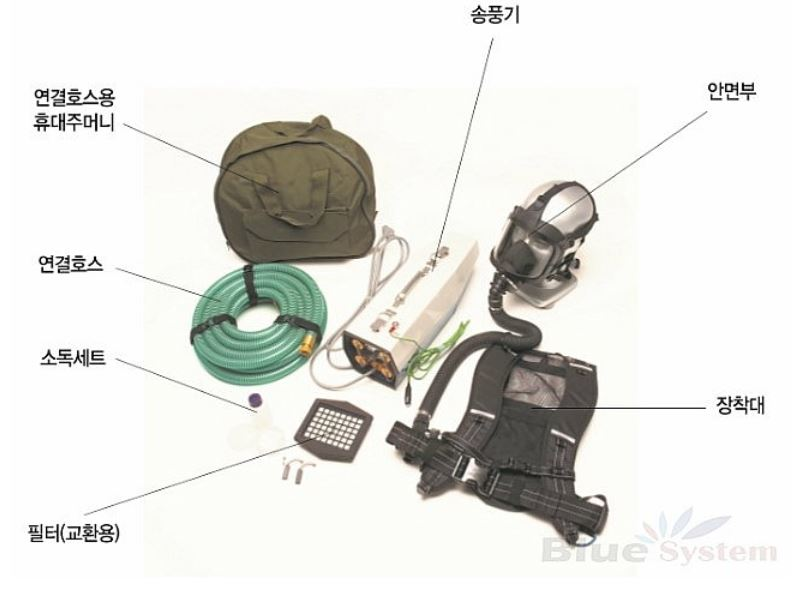 송풍기
안면부
연결호스용
휴대주머니
연결호스
소독세트
장착대
필터(교환용)
Blue System